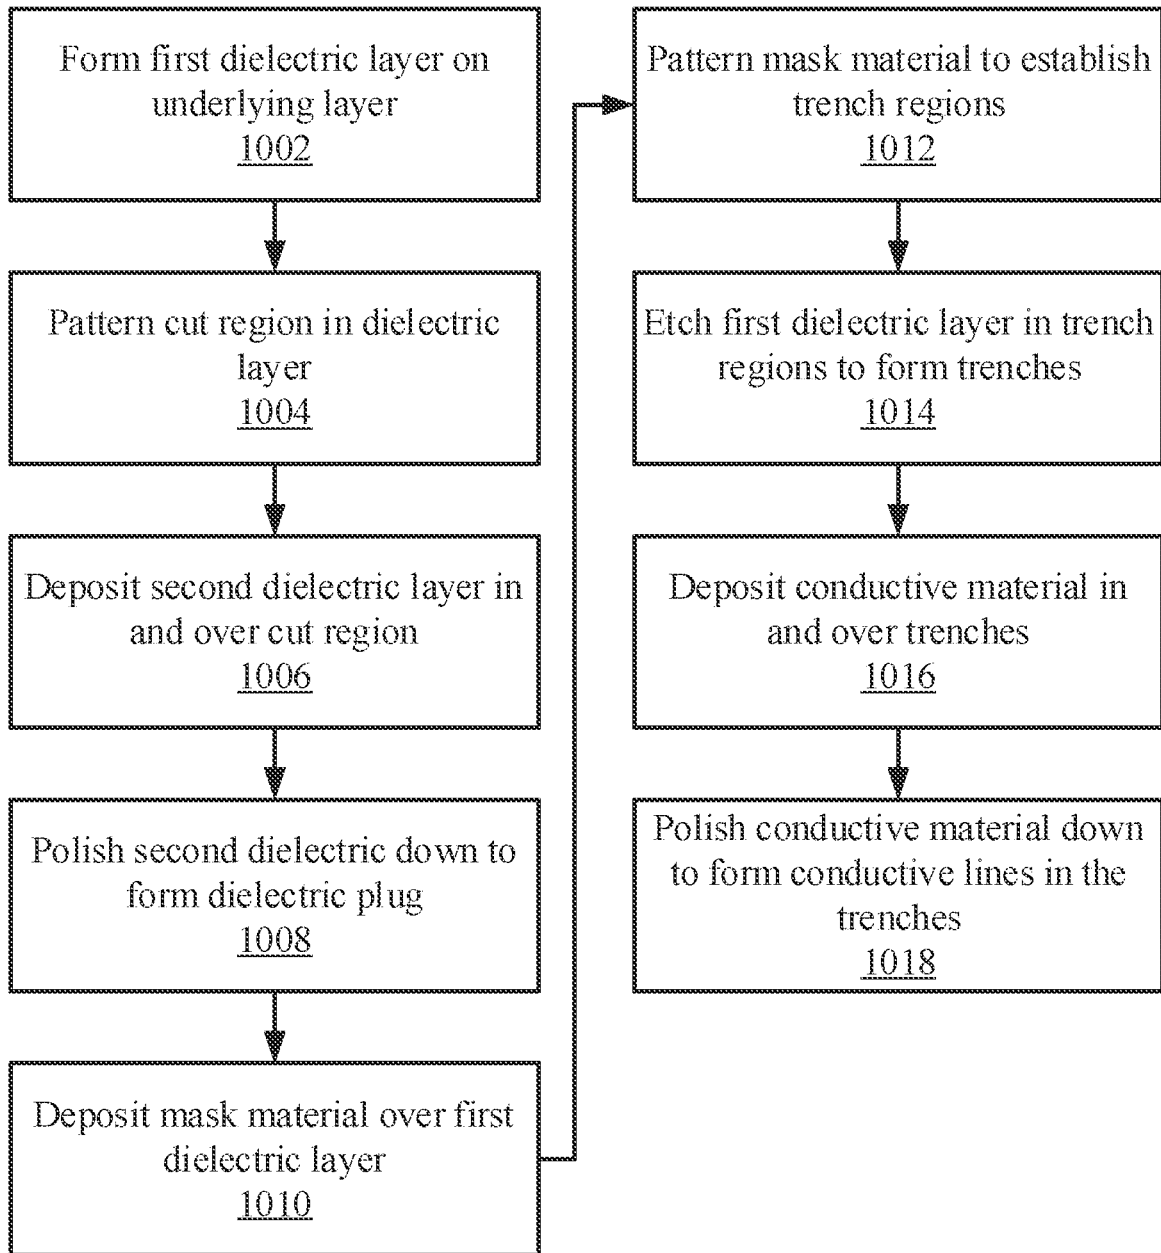 Form first dielectric layer on
underlying layer
1002
Pattern cut region in dielectric
layer
1004
Deposit second dielectric layer in
and over cut region
1006
Polish second dielectric down to
form dielectric plug
1008
Deposit mask material over first
dielectric layer
1010
Pattern mask material to establish
trench regions
1012
Etch first dielectric layer in trench
regions to form trenches
1014
Deposit conductive material in
and over trenches
1016
Polish conductive material down
to form conductive lines in the
trenches
1018